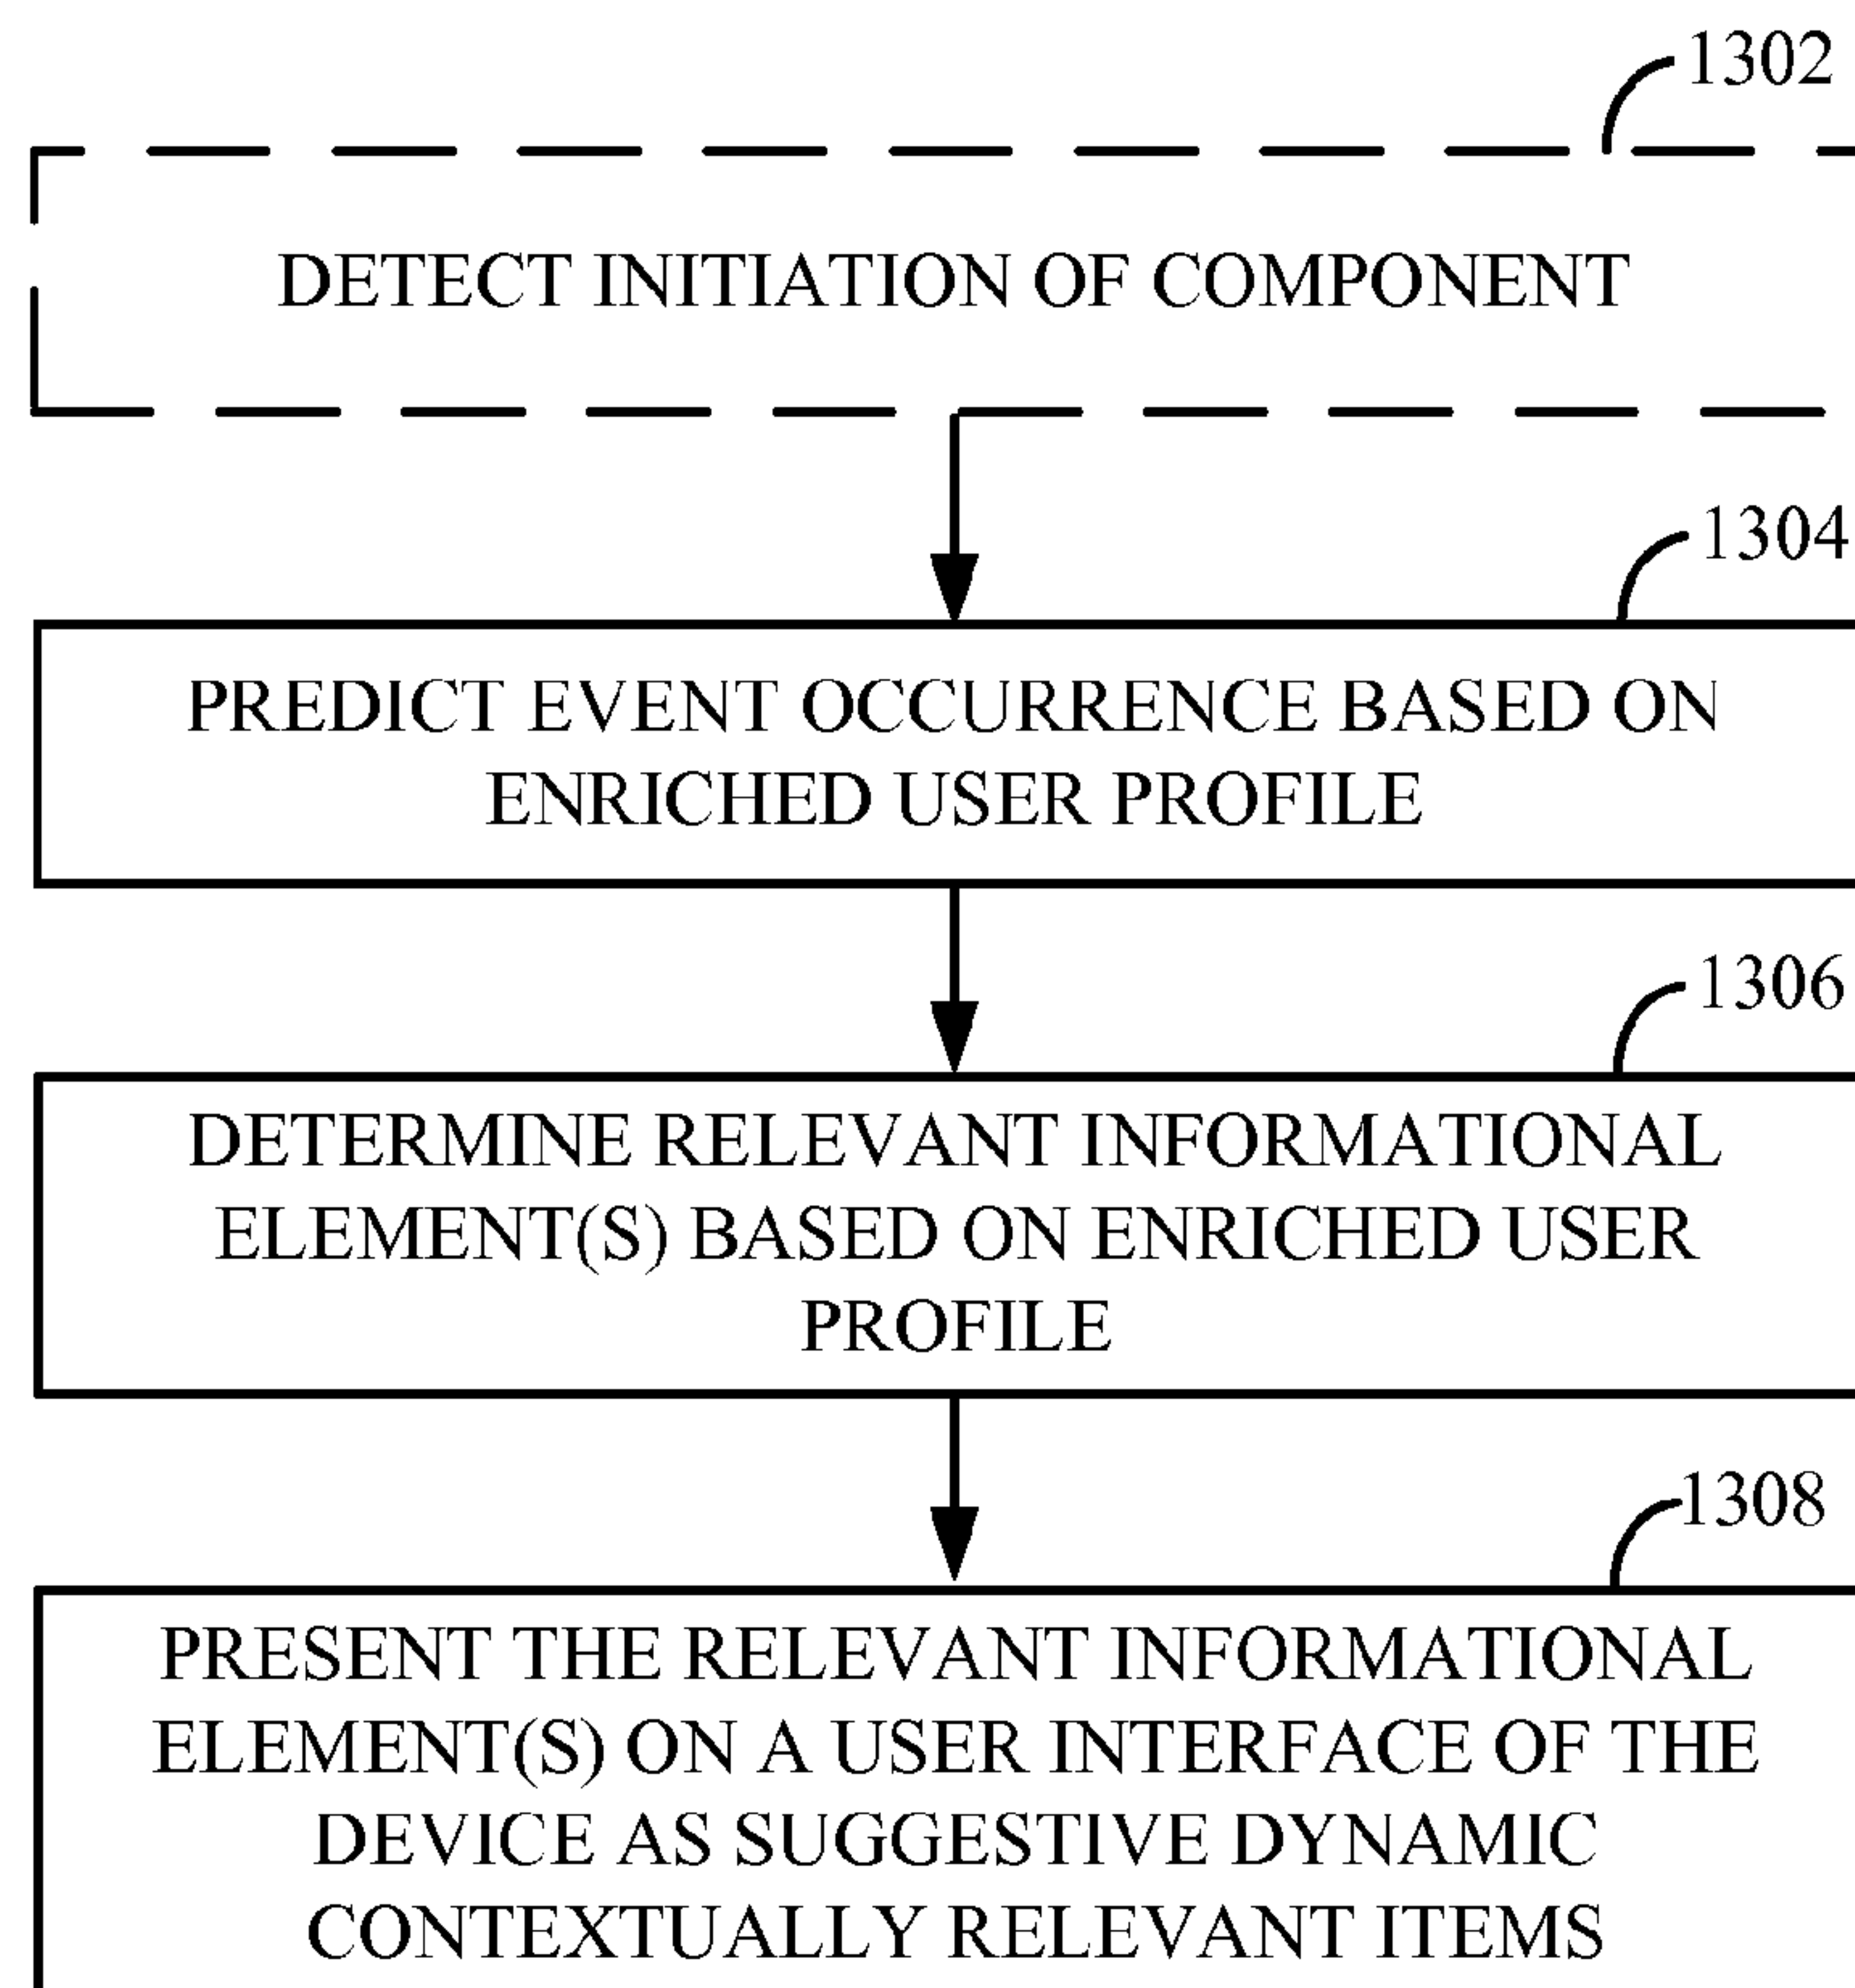 1302
DETECT INITIATION OF COMPONENT
1304
PREDICT EVENT OCCURRENCE BASED ON
ENRICHED USER PROFILE
1306
DETERMINE RELEVANT INFORMATIONAL
ELEMENT(S) BASED ON ENRICHED USER
PROFILE
1308
PRESENT THE RELEVANT INFORMATIONAL
ELEMENT(S) ON A USER INTERFACE OF THE
DEVICE AS SUGGESTIVE DYNAMIC
CONTEXTUALLY RELEVANT ITEMS